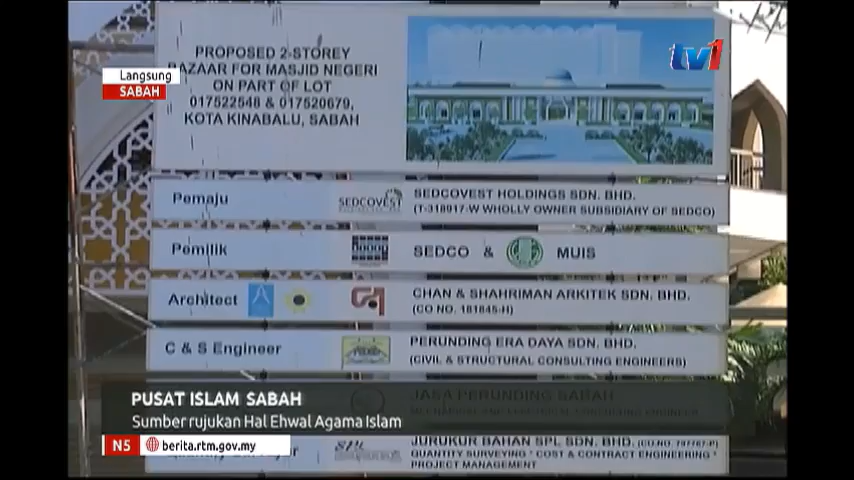 PROPOSED 2-STOREY
BAZAAR FOR MASJID NEGERI
ON PART OF LOT
017522548 & 017520679,
KOTA KINABALU, SABAH
tv1
Langsung
SABAH
Pemaju SEDCOVEST SEDCOVEST HOLDINGS SDN. BHD.
(T-318917-W WHOLLY OWNER SUBSIDIARY OF SEDCO)
Pemilik SEDCO & MUIS
Architect CHAN & SHAHRIMAN ARKITEK SDN. BHD.
(CO NO. 181845-H)
C & S Engineer PERUNDING ERA DAYA SDN. BHD.
(CIVIL & STRUCTURAL CONSULTING ENGINEERS)
JASA PERUNDING SABAH
PUSAT ISLAM SABAH
Sumber rujukan Hal Ehwal Agama Islam
N5 berita.rtm.gov.my
SPL JURUKUR BAHAN SPL SDN. BHD.
QUANTITY SURVEYING * COST & CONTRACT ENGINEERING *
PROJECT MANAGEMENT